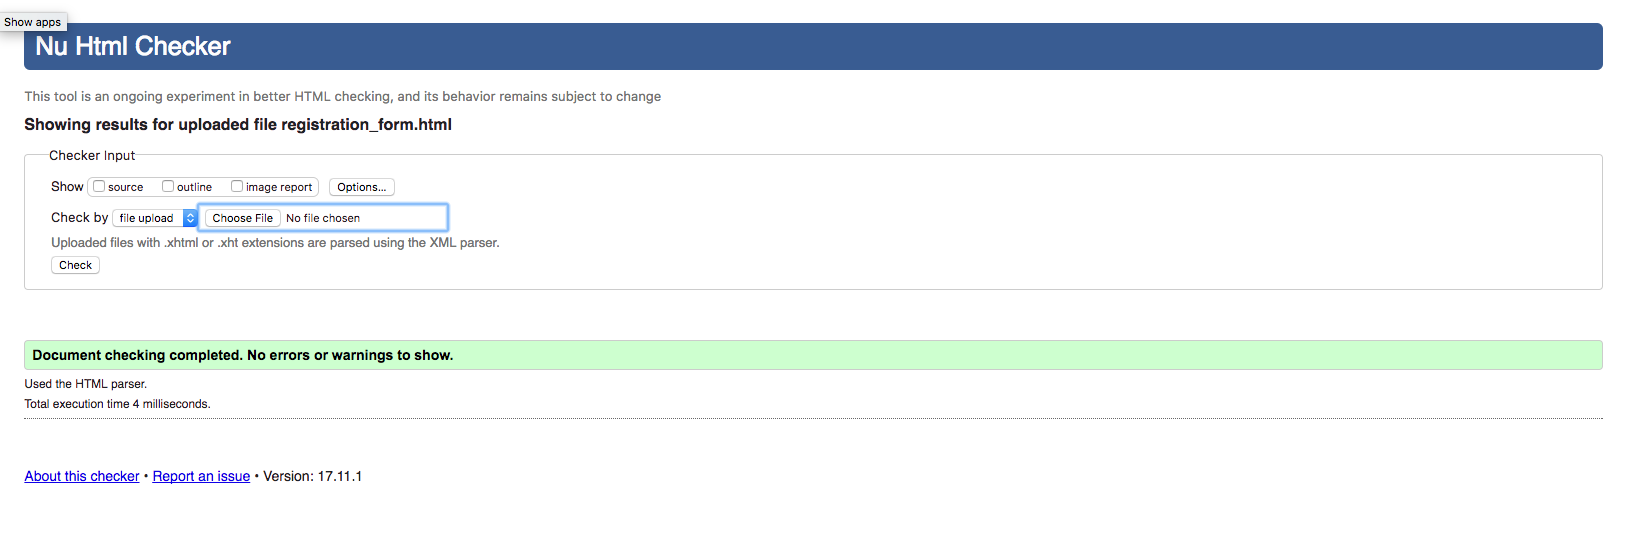 Show apps
Nu Html Checker
This tool is an ongoing experiment in better HTML checking, and its behavior remains subject to change
Showing results for uploaded file registration_form.html
Checker Input
Show source outline image report Options...
Check by file upload Choose File No file chosen
Uploaded files with .xhtml or .xht extensions are parsed using the XML parser.
Check
Document checking completed. No errors or warnings to show.
Used the HTML parser.
Total execution time 4 milliseconds.
About this checker • Report an issue • Version: 17.11.1